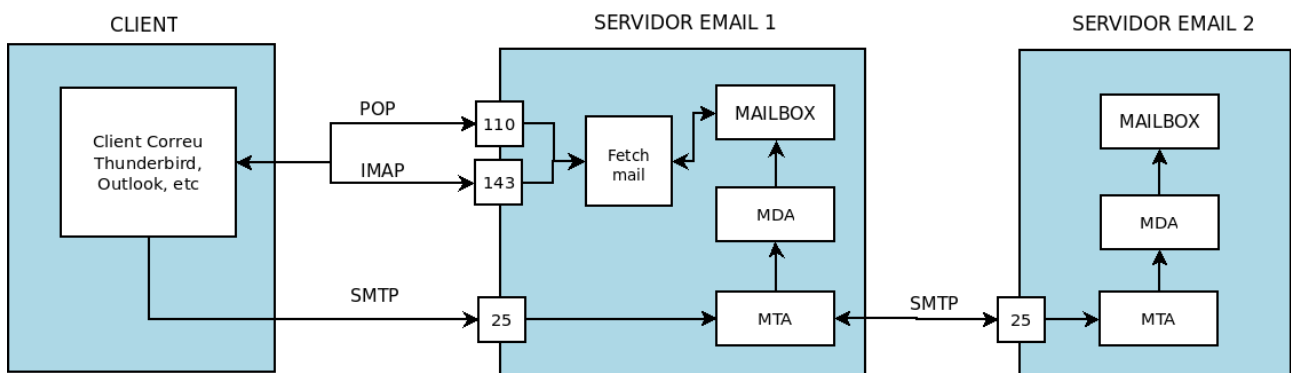 CLIENT
SERVIDOR EMAIL 1
SERVIDOR EMAIL 2
Client Correu
Thunderbird,
Outlook, etc
POP
IMAP
SMTP
110
143
25
Fetch
mail
MAILBOX
MDA
MTA
SMTP
25
MAILBOX
MDA
MTA